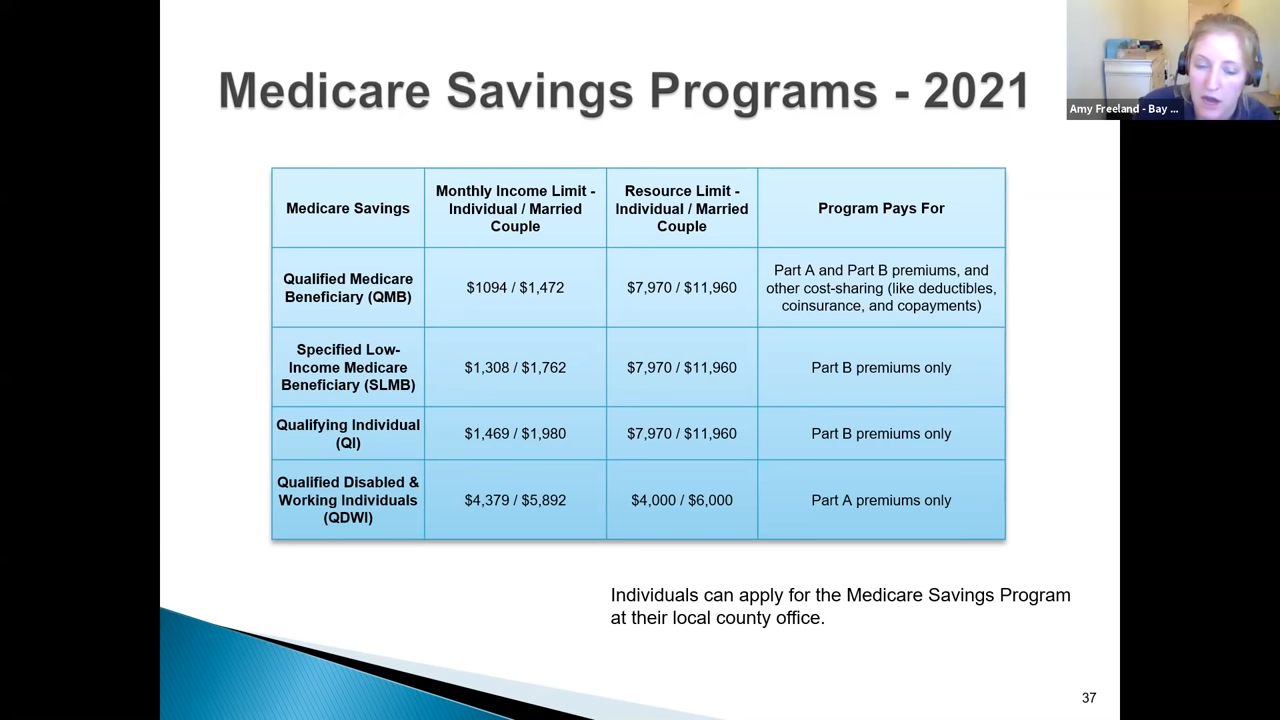 Medicare Savings Programs - 2021
Amy Freeland - Bay ...
Medicare Savings
Monthly Income Limit -
Individual / Married
Couple
Resource Limit -
Individual / Married
Couple
Program Pays For
Qualified Medicare
Beneficiary (QMB)
$1094 / $1,472
$7,970 / $11,960
Part A and Part B premiums, and
other cost-sharing (like deductibles,
coinsurance, and copayments)
Specified Low-
Income Medicare
Beneficiary (SLMB)
$1,308 / $1,762
$7,970 / $11,960
Part B premiums only
Qualifying Individual
(QI)
$1,469 / $1,980
$7,970 / $11,960
Part B premiums only
Qualified Disabled &
Working Individuals
(QDWI)
$4,379 / $5,892
$4,000 / $6,000
Part A premiums only
Individuals can apply for the Medicare Savings Program
at their local county office.
37